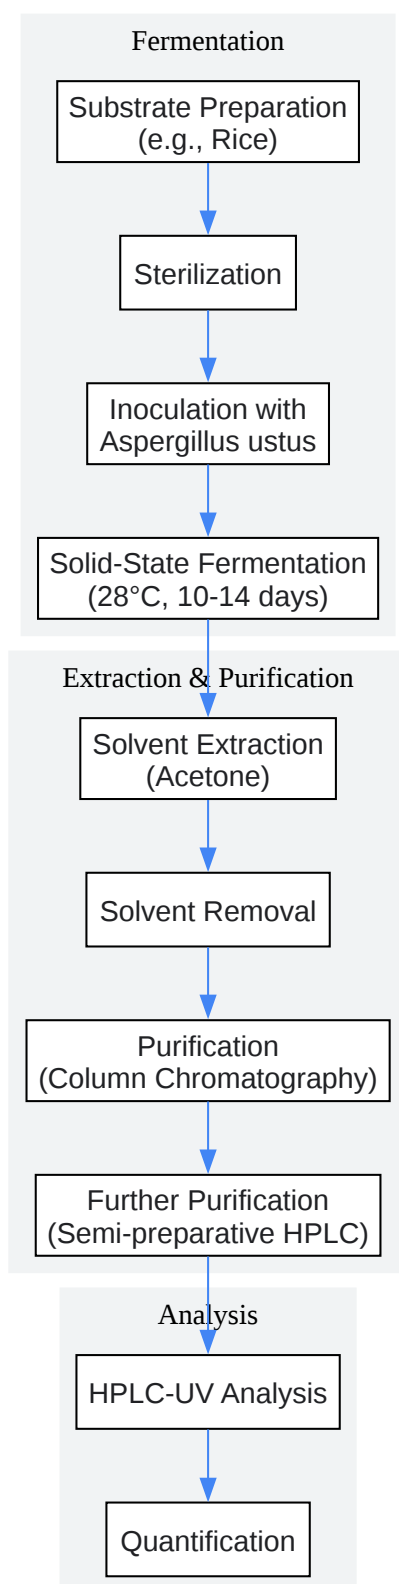 Fermentation
Substrate Preparation
(e.g., Rice)
Sterilization
Inoculation with
Aspergillus ustus
Solid-State Fermentation
(28°C, 10-14 days)
Extraction & Purification
Solvent Extraction
(Acetone)
Solvent Removal
Purification
(Column Chromatography)
Further Purification
(Semi-preparative HPLC)
Analysis
HPLC-UV Analysis
Quantification